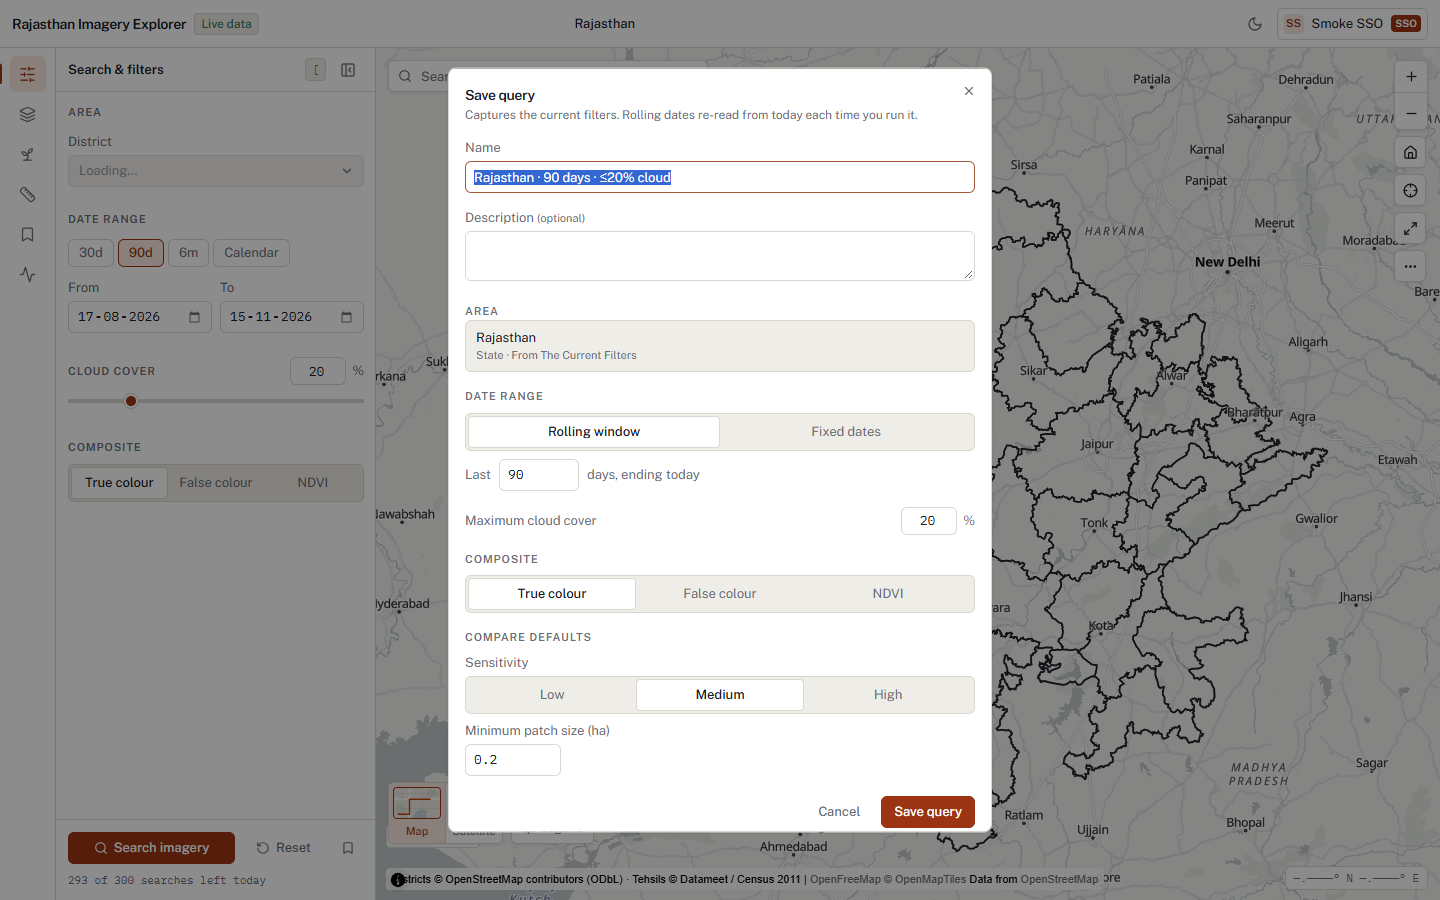 Rajasthan Imagery Explorer
Live data
Rajasthan
SS
Smoke SSO
SSO
Search & filters
[
AREA
District
Loading...
DATE RANGE
30d
90d
6m
Calendar
From
To
17-08-2026
15-11-2026
CLOUD COVER
20
%
COMPOSITE
True colour
False colour
NDVI
Search imagery
Reset
293 of 300 searches left today
Save query
Captures the current filters. Rolling dates re-read from today each time you run it.
Name
Rajasthan · 90 days · ≤20% cloud
Description (optional)
AREA
Rajasthan
State · From The Current Filters
DATE RANGE
Rolling window
Fixed dates
Last
90
days, ending today
Maximum cloud cover
20
%
COMPOSITE
True colour
False colour
NDVI
COMPARE DEFAULTS
Sensitivity
Low
Medium
High
Minimum patch size (ha)
0.2
Cancel
Save query
Patiala
Dehradun
Saharanpur
Karnal
Sirsa
Panipat
Meerut
HARYĀNA
New Delhi
Aligarh
Sikar
Alwar
Bharatpur
Agra
Jaipur
Etawah
Tonk
Gwalior
Jhansi
Kota
MADHYA
PRADESH
Sagar
Ratlam
Ujjain
Bhopal
Ahmedabad
Map
Satellite
stricts © OpenStreetMap contributors (ODbL) · Tehsils © Datameet / Census 2011 | OpenFreeMap © OpenMapTiles Data from OpenStreetMap
—.———° N —.———° E